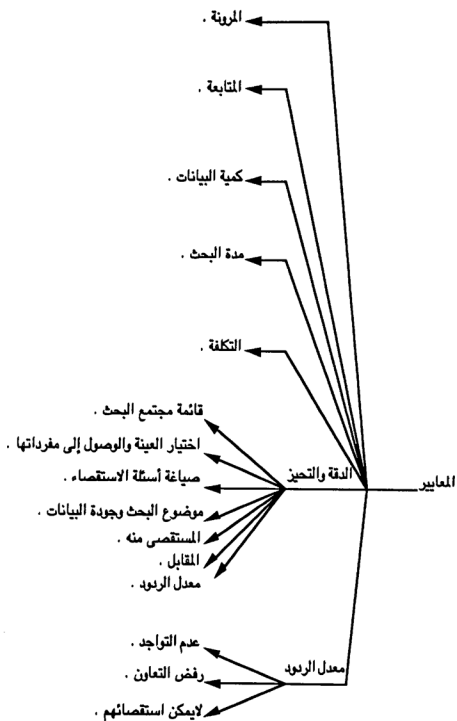 المرونة .
المتابعة .
كمية البيانات .
مدة البحث .
التكلفة .
قائمة مجتمع البحث .
اختيار العينة والوصول إلى مفرداتها .
صياغة أسئلة الاستقصاء .
موضوع البحث وجودة البيانات .
المستقصى منه .
المقابل .
معدل الردود .
الدقة والتحيز
المعايير
عدم التواجد .
رفض التعاون .
لايمكن استقصائهم .
معدل الردود